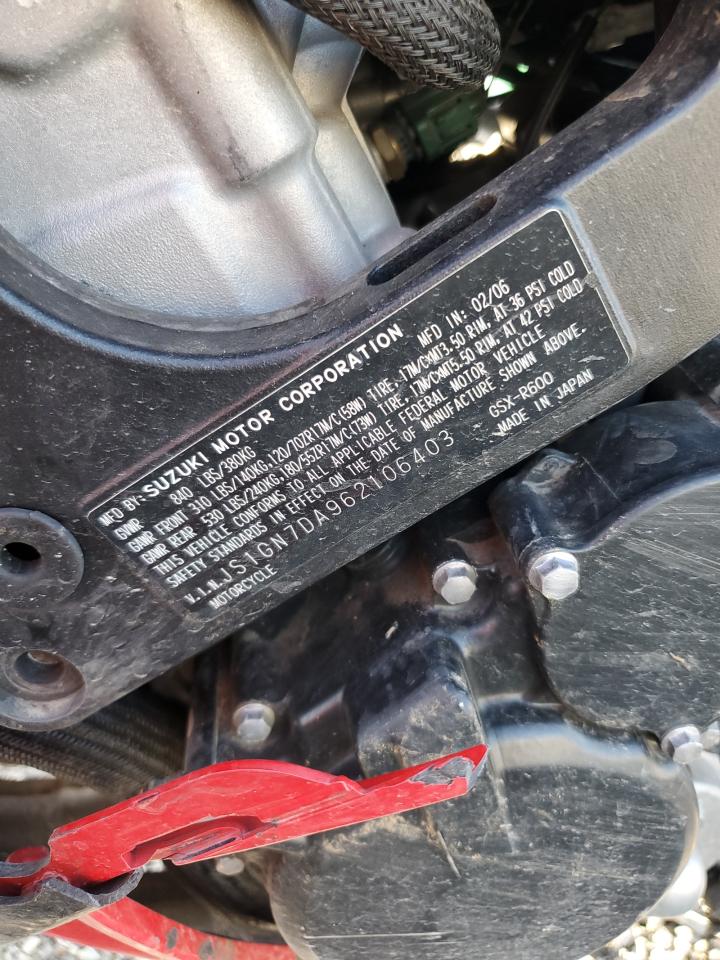 MFD BY: SUZUKI MOTOR CORPORATION MFD IN: 02/06
GVWR 840 LBS/380KG
GAWR FRONT 310 LBS/140KG,120/70ZR17M/C(58W) TIRE, 17M/CXMT3.50 RIM, AT 36 PSI COLD
GAWR REAR 530 LBS/240KG,180/55ZR17M/C(73W) TIRE, 17M/CXMT5.50 RIM, AT 42 PSI COLD
THIS VEHICLE CONFORMS TO ALL APPLICABLE FEDERAL MOTOR VEHICLE
SAFETY STANDARDS IN EFFECT ON THE DATE OF MANUFACTURE SHOWN ABOVE.
V.I.N. JS1GN7DA962106403 GSX-R600
MOTORCYCLE MADE IN JAPAN